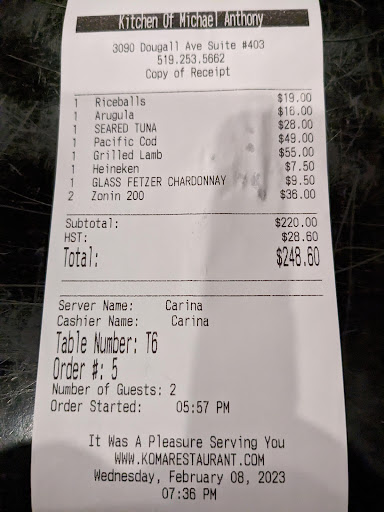 Kitchen Of Michael Anthony
3090 Dougall Ave Suite #403
519.253.5662
Copy of Receipt
1 Riceballs $19.00
1 Arugula $16.00
1 SEARED TUNA $28.00
1 Pacific Cod $49.00
1 Grilled Lamb $55.00
1 Heineken $7.50
1 GLASS FETZER CHARDONNAY $9.50
2 Zonin 200 $36.00
Subtotal: $220.00
HST: $28.60
Total: $248.60
Server Name: Carina
Cashier Name: Carina
Table Number: T6
Order #: 5
Number of Guests: 2
Order Started: 05:57 PM
It Was A Pleasure Serving You
WWW.KOMARESTAURANT.COM
Wednesday, February 08, 2023
07:36 PM